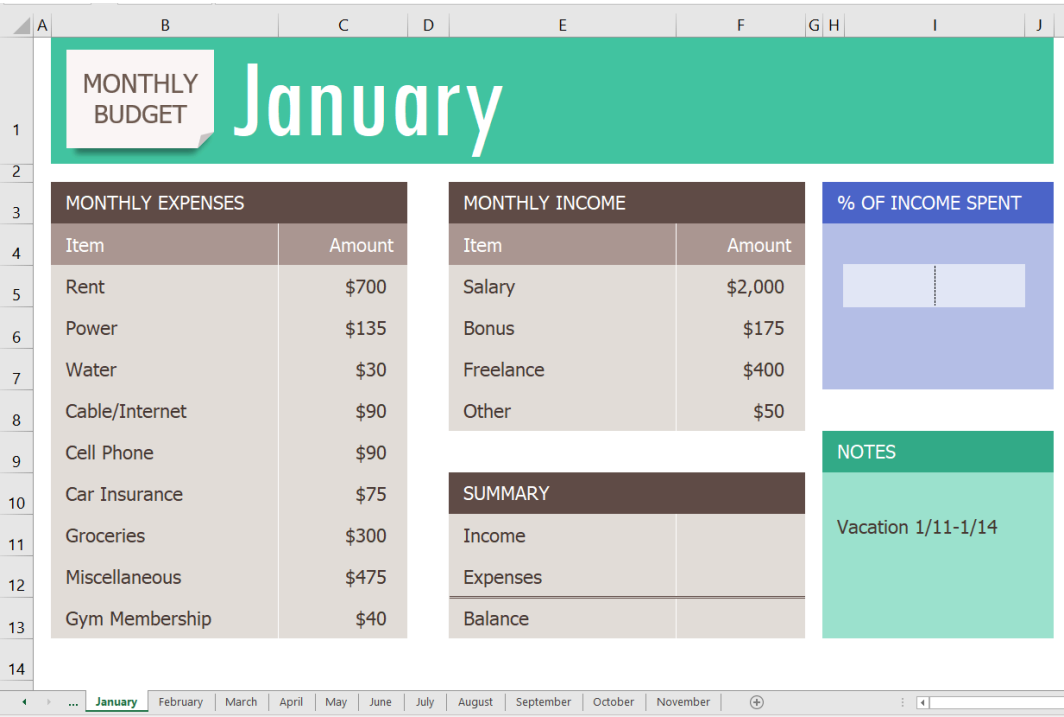 A B C D E F G H I J
1
MONTHLY
BUDGET
January
2
3 MONTHLY EXPENSES MONTHLY INCOME % OF INCOME SPENT
4 Item Amount Item Amount
5 Rent $700 Salary $2,000
6 Power $135 Bonus $175
7 Water $30 Freelance $400
8 Cable/Internet $90 Other $50
9 Cell Phone $90 NOTES
10 Car Insurance $75 SUMMARY
11 Groceries $300 Income Vacation 1/11-1/14
12 Miscellaneous $475 Expenses
13 Gym Membership $40 Balance
14
... January February March April May June July August September October November